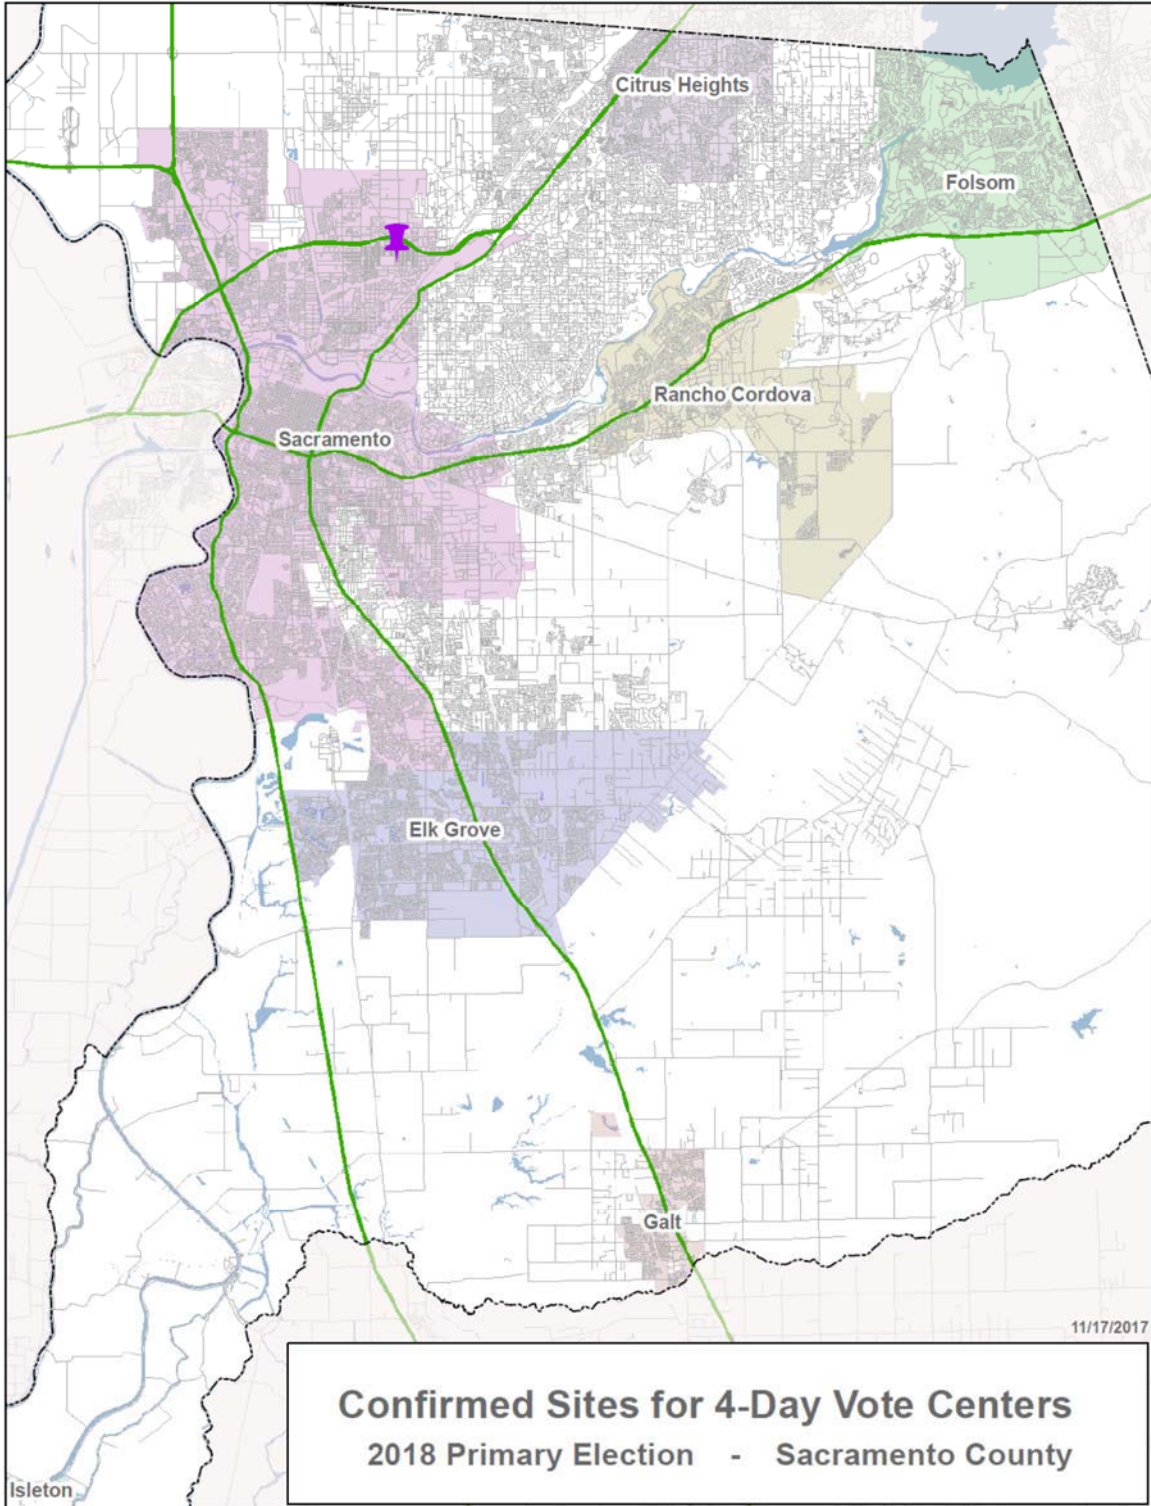 Citrus Heights
Folsom
Rancho Cordova
Sacramento
Elk Grove
Galt
11/17/2017
Confirmed Sites for 4-Day Vote Centers
2018 Primary Election - Sacramento County
Isleton